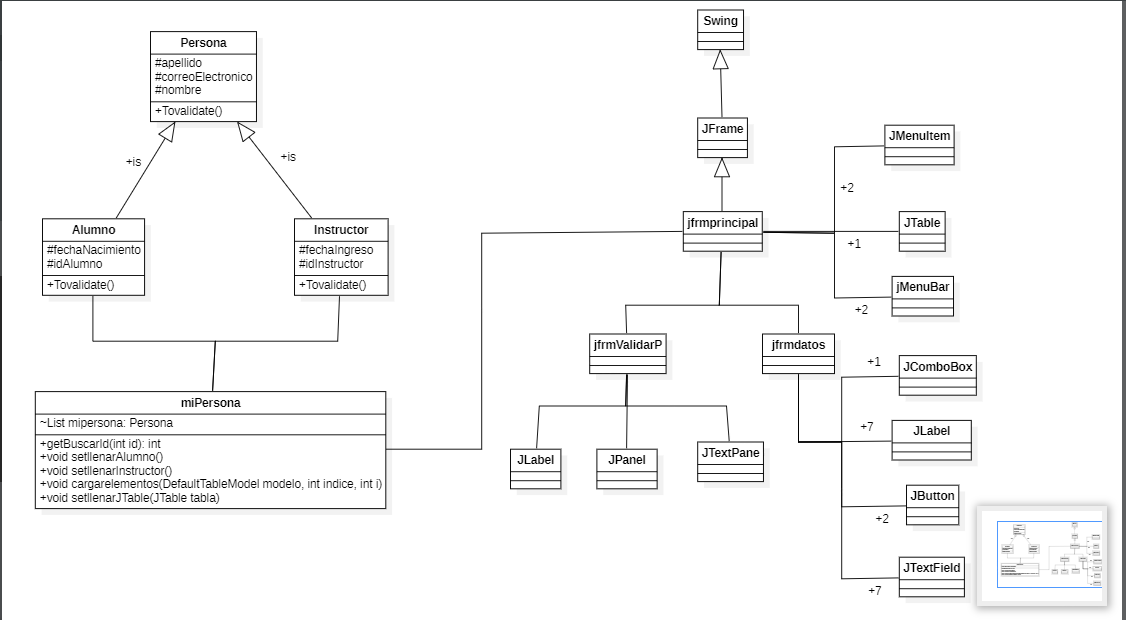 Persona
#apellido
#correoElectronico
#nombre
+Tovalidate()
+is
+is
Alumno
#fechaNacimiento
#idAlumno
+Tovalidate()
Instructor
#fechaIngreso
#idInstructor
+Tovalidate()
miPersona
~List mipersona: Persona
+getBuscarId(int id): int
+void setllenarAlumno()
+void setllenarInstructor()
+void cargarelementos(DefaultTableModel modelo, int indice, int i)
+void setllenarJTable(JTable tabla)
Swing
JFrame
jfrmprincipal
JMenuItem
+2
JTable
+1
jMenuBar
+2
jfrmValidarP
jfrmdatos
JLabel
JPanel
JTextPane
+1
JComboBox
+7
JLabel
JButton
+2
JTextField
+7